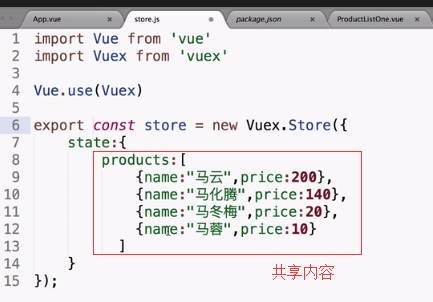 App.vue × store.js package.json × ProductListOne.vue ×
1 import Vue from 'vue'
2 import Vuex from 'vuex'
3
4 Vue.use(Vuex)
5
6 export const store = new Vuex.Store({
7 state:{
8 products:[
9 {name:"马云",price:200},
10 {name:"马化腾",price:140},
11 {name:"马冬梅",price:20},
12 {name:"马蓉",price:10}
13 ]
14 }
15 });
共享内容